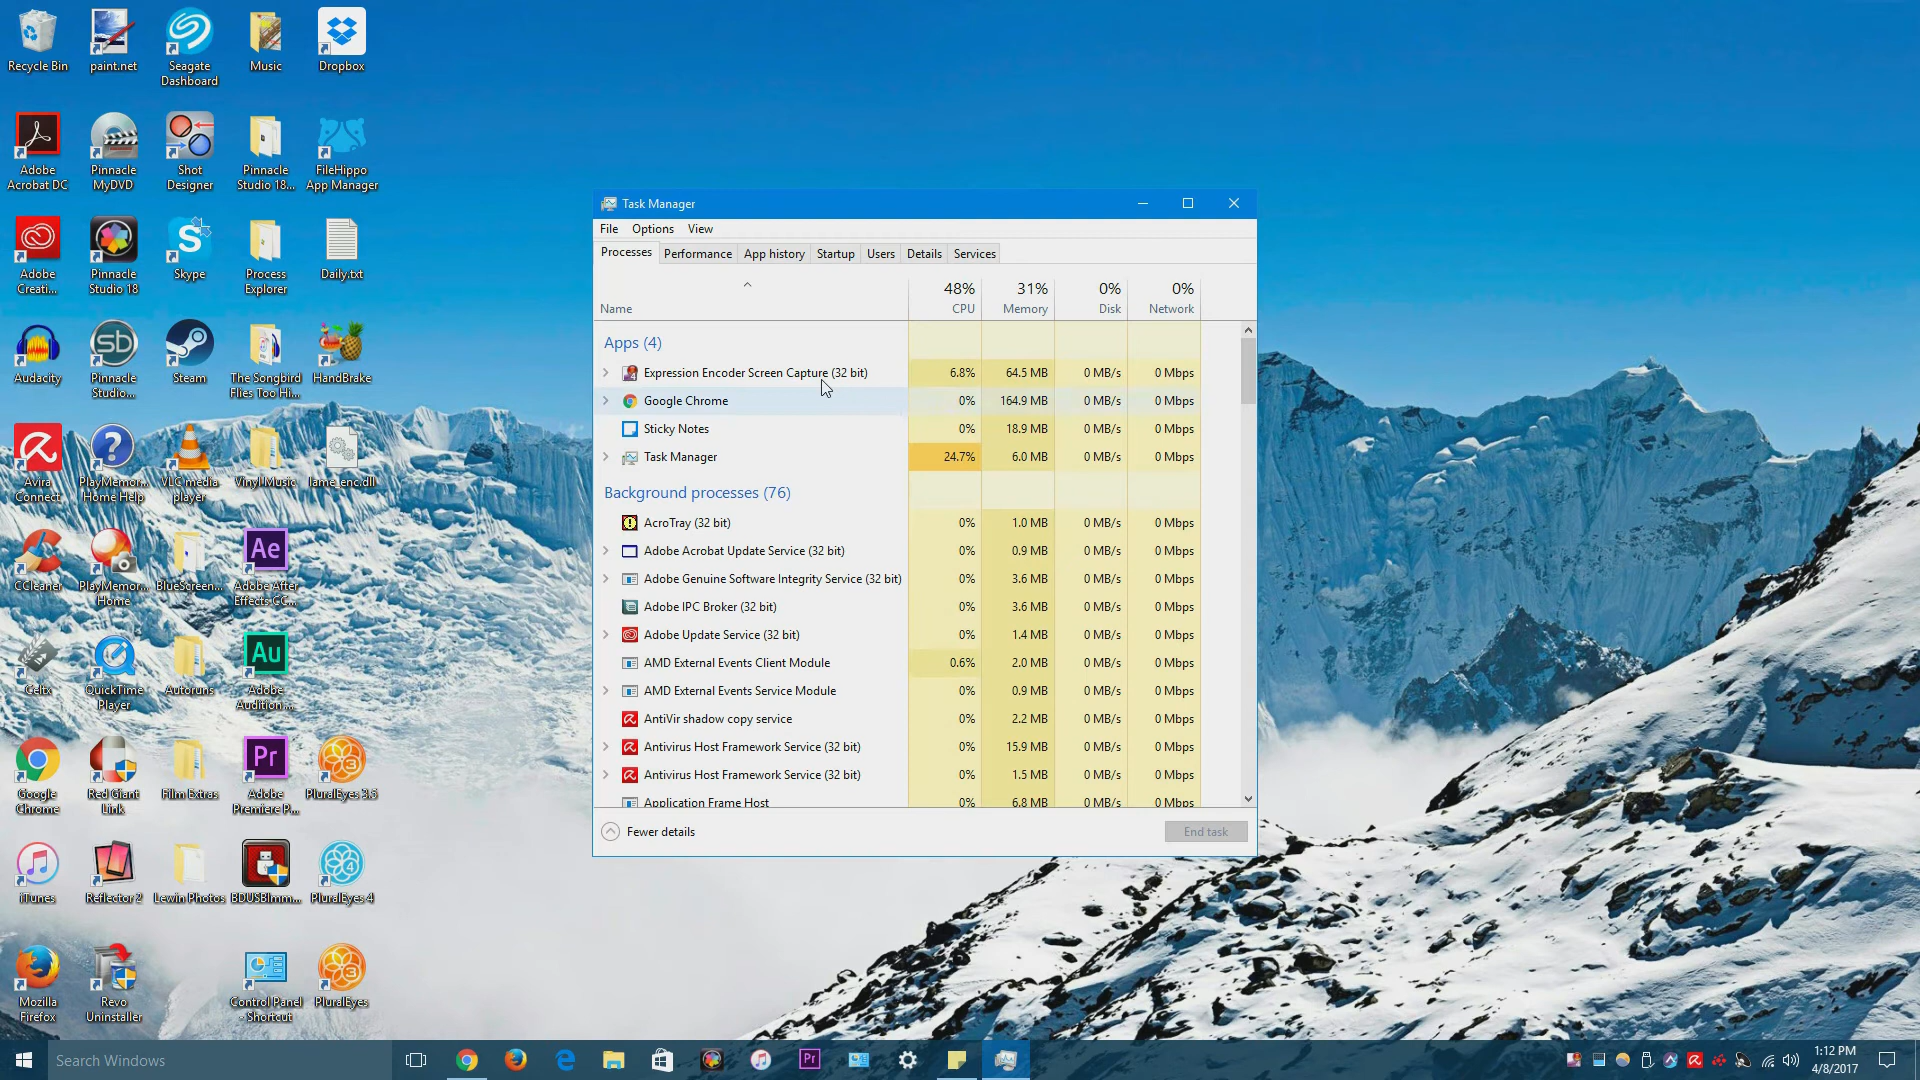 Recycle Bin
paint.net
Seagate
Dashboard
Music
Dropbox
Adobe
Acrobat DC
Pinnacle
MyDVD
Shot
Designer
Pinnacle
Studio 18...
FileHippo
App Manager
Adobe
Creati...
Pinnacle
Studio 18
Skype
Process
Explorer
Daily.txt
Audacity
Pinnacle
Studio...
Steam
The Songbird
Flies Too Hi...
HandBrake
Avira
Connect
PlayMemor...
Home Help
VLC media
player
Vinyl Music
lame_enc.dll
CCleaner
PlayMemor...
Home
BlueScreen...
Adobe After
Effects CC...
Celtx
QuickTime
Player
Autoruns
Adobe
Audition...
Google
Chrome
Red Giant
Link
Film Extras
Adobe
Premiere P...
PluralEyes 3.5
iTunes
Reflector 2
Lewin Photos
BDUSBImm...
PluralEyes 4
Mozilla
Firefox
Revo
Uninstaller
Control Panel
- Shortcut
PluralEyes
Task Manager
File Options View
Processes Performance App history Startup Users Details Services
48% 31% 0% 0%
Name CPU Memory Disk Network
Apps (4)
Expression Encoder Screen Capture (32 bit) 6.8% 64.5 MB 0 MB/s 0 Mbps
Google Chrome 0% 164.9 MB 0 MB/s 0 Mbps
Sticky Notes 0% 18.9 MB 0 MB/s 0 Mbps
Task Manager 24.7% 6.0 MB 0 MB/s 0 Mbps
Background processes (76)
AcroTray (32 bit) 0% 1.0 MB 0 MB/s 0 Mbps
Adobe Acrobat Update Service (32 bit) 0% 0.9 MB 0 MB/s 0 Mbps
Adobe Genuine Software Integrity Service (32 bit) 0% 3.6 MB 0 MB/s 0 Mbps
Adobe IPC Broker (32 bit) 0% 3.6 MB 0 MB/s 0 Mbps
Adobe Update Service (32 bit) 0% 1.4 MB 0 MB/s 0 Mbps
AMD External Events Client Module 0.6% 2.0 MB 0 MB/s 0 Mbps
AMD External Events Service Module 0% 0.9 MB 0 MB/s 0 Mbps
AntiVir shadow copy service 0% 2.2 MB 0 MB/s 0 Mbps
Antivirus Host Framework Service (32 bit) 0% 15.9 MB 0 MB/s 0 Mbps
Antivirus Host Framework Service (32 bit) 0% 1.5 MB 0 MB/s 0 Mbps
Application Frame Host 0% 6.8 MB 0 MB/s 0 Mbps
Fewer details
End task
Search Windows
1:12 PM
4/8/2017